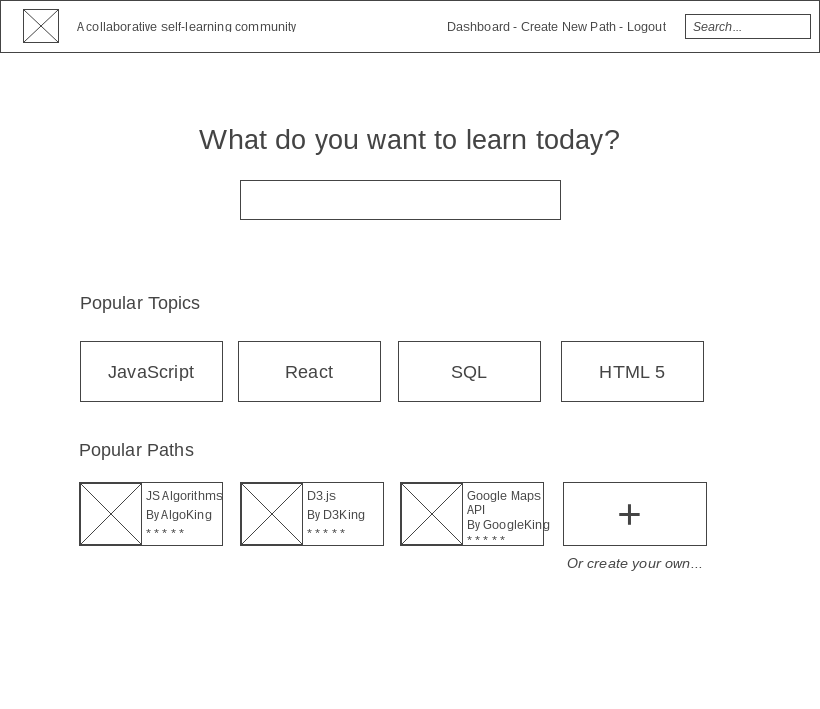 A collaborative self-learning community
Dashboard - Create New Path - Logout
Search...
What do you want to learn today?
Popular Topics
JavaScript
React
SQL
HTML 5
Popular Paths
JS Algorithms
By AlgoKing
* * * * *
D3.js
By D3King
* * * * *
Google Maps
API
By GoogleKing
* * * * *
+
Or create your own...